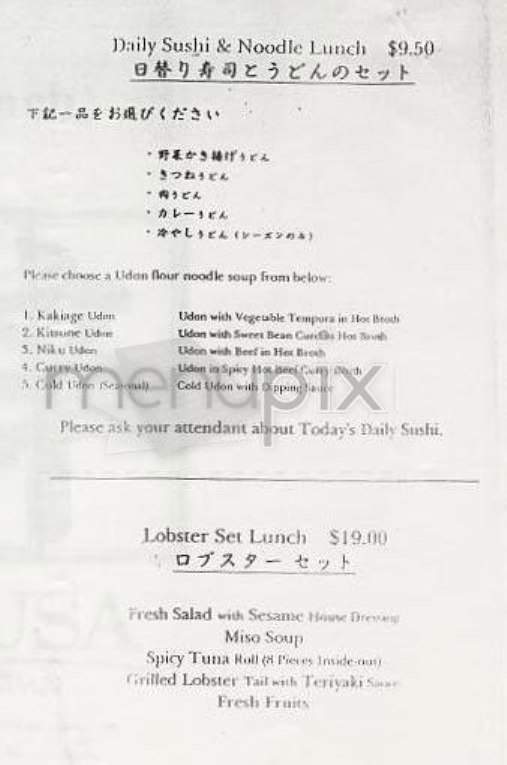 Daily Sushi & Noodle Lunch $9.50
日替り寿司とうどんのセット
下記一品をお選びください
・野菜かき揚げうどん
・きつねうどん
・肉うどん
・カレーうどん
・冷やしうどん (シーズンのみ)
Please choose a Udon flour noodle soup from below:
1. Kakiage Udon Udon with Vegetable Tempura in Hot Broth
2. Kitsune Udon Udon with Sweet Bean Curd in Hot Broth
3. Niku Udon Udon with Beef in Hot Broth
4. Curry Udon Udon in Spicy Hot Beef Curry Broth
5. Cold Udon (Seasonal) Cold Udon with Dipping Sauce
menupix
Please ask your attendant about Today's Daily Sushi.
Lobster Set Lunch $19.00
ロブスター セット
Fresh Salad with Sesame House Dressing
Miso Soup
Spicy Tuna Roll (8 Pieces Inside-out)
USA
Grilled Lobster Tail with Teriyaki Sauce
Fresh Fruits